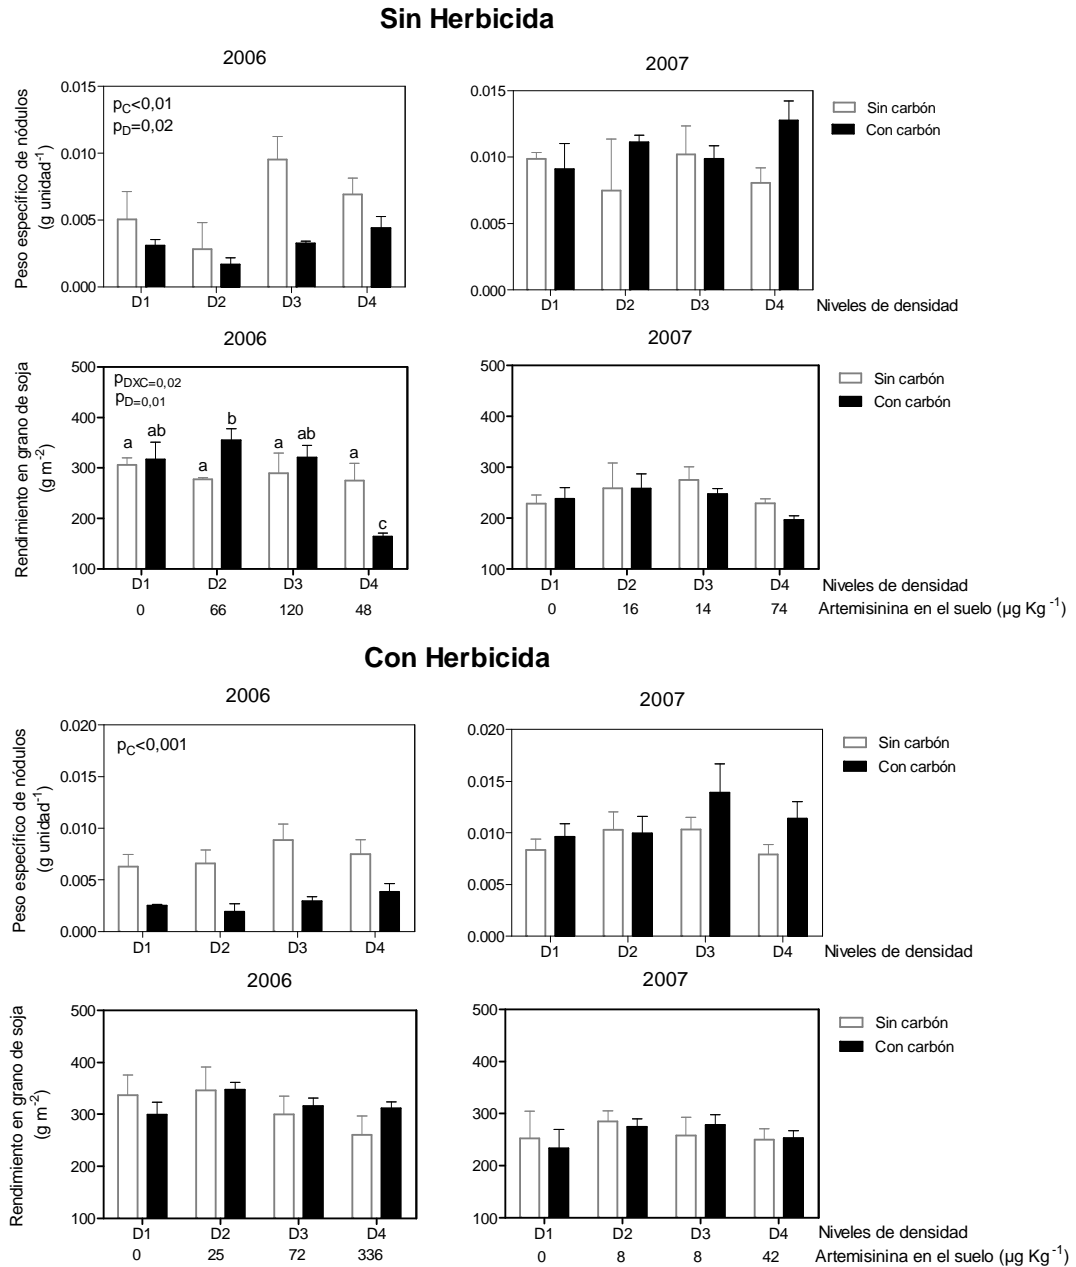 Sin Herbicida
2006
2007
Peso específico de nódulos
(g unidad⁻¹)
0.015
0.010
0.005
0.000
p_C<0,01
p_D=0,02
D1 D2 D3 D4
0.015
0.010
0.005
0.000
D1 D2 D3 D4 Niveles de densidad
Sin carbón
Con carbón
2006
2007
Rendimiento en grano de soja
(g m⁻²)
500
400
300
200
100
p_DXC=0,02
p_D=0,01
a ab a b a ab a c
D1 D2 D3 D4
0 66 120 48
500
400
300
200
100
Sin carbón
Con carbón
D1 D2 D3 D4 Niveles de densidad
0 16 14 74 Artemisina en el suelo (µg Kg⁻¹)
Con Herbicida
2006
2007
Peso específico de nódulos
(g unidad⁻¹)
0.020
0.015
0.010
0.005
0.000
p_C<0,001
D1 D2 D3 D4
0.020
0.015
0.010
0.005
0.000
Sin carbón
Con carbón
D1 D2 D3 D4 Niveles de densidad
2006
2007
Rendimiento en grano de soja
(g m⁻²)
500
400
300
200
100
D1 D2 D3 D4
0 25 72 336
500
400
300
200
100
Sin carbón
Con carbón
D1 D2 D3 D4 Niveles de densidad
0 8 8 42 Artemisinina en el suelo (µg Kg⁻¹)